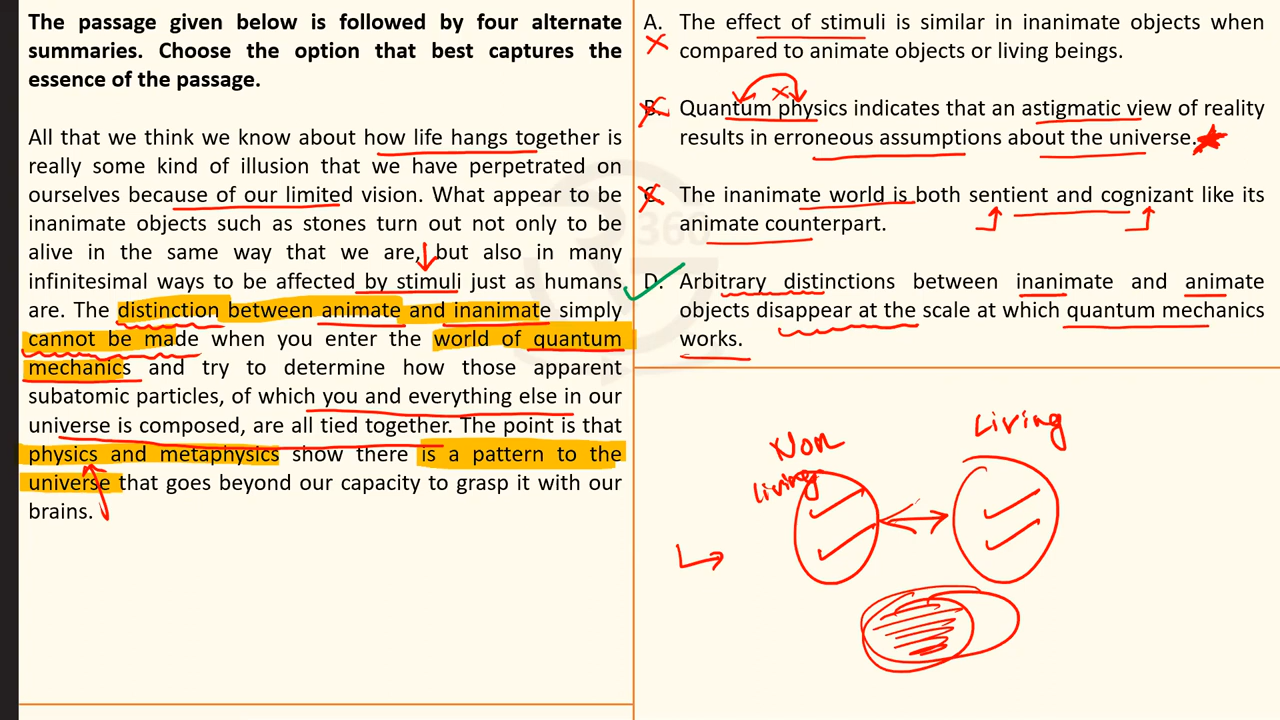 The passage given below is followed by four alternate
summaries. Choose the option that best captures the
essence of the passage.
All that we think we know about how life hangs together is
really some kind of illusion that we have perpetrated on
ourselves because of our limited vision. What appear to be
inanimate objects such as stones turn out not only to be
alive in the same way that we are, but also in many
infinitesimal ways to be affected by stimuli just as humans
are. The distinction between animate and inanimate simply
cannot be made when you enter the world of quantum
mechanics and try to determine how those apparent
subatomic particles, of which you and everything else in our
universe is composed, are all tied together. The point is that
physics and metaphysics show there is a pattern to the
universe that goes beyond our capacity to grasp it with our
brains.
A. The effect of stimuli is similar in inanimate objects when
compared to animate objects or living beings.
B. Quantum physics indicates that an astigmatic view of reality
results in erroneous assumptions about the universe.
C. The inanimate world is both sentient and cognizant like its
animate counterpart.
D. Arbitrary distinctions between inanimate and animate
objects disappear at the scale at which quantum mechanics
works.
Non
living
Living
360